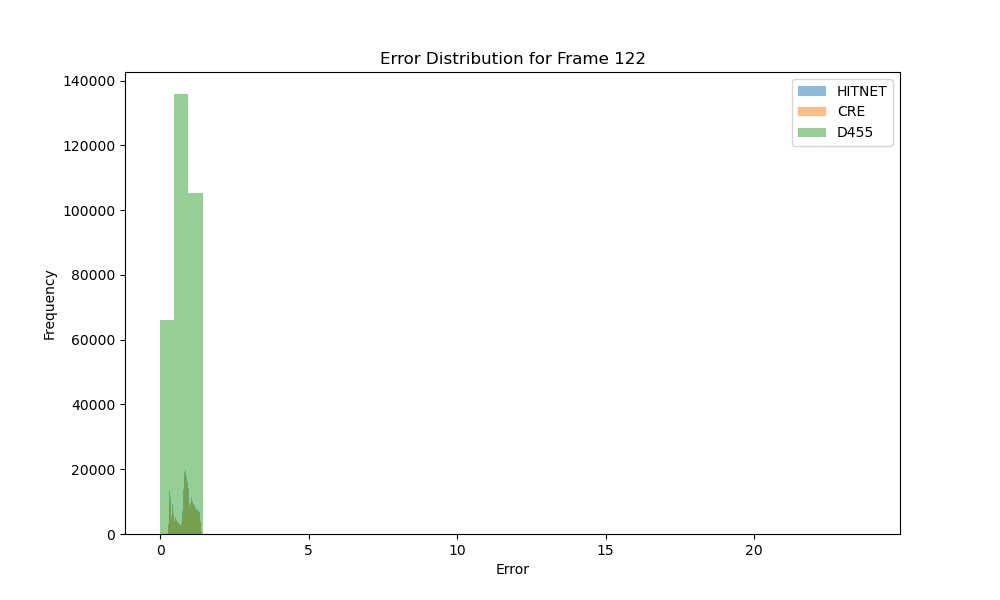 Error Distribution for Frame 122
HITNET
CRE
D455
140000
120000
100000
80000
60000
40000
20000
0
Frequency
0 5 10 15 20
Error